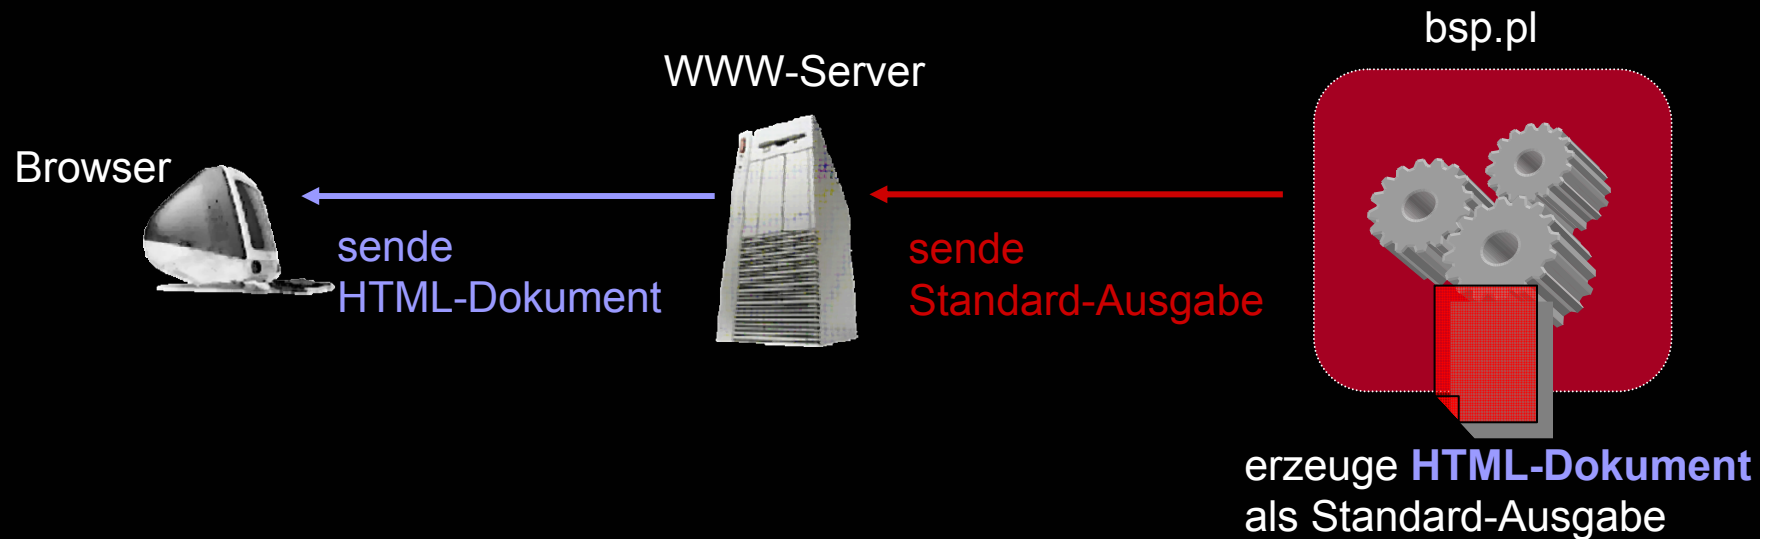 bsp.pl
WWW-Server
Browser
sende
HTML-Dokument
sende
Standard-Ausgabe
erzeuge HTML-Dokument
als Standard-Ausgabe